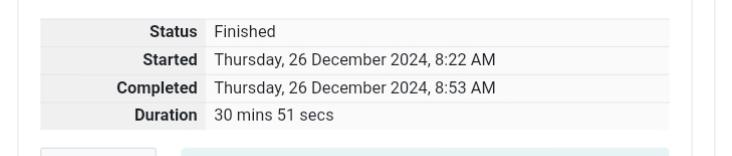 Status Finished
Started Thursday, 26 December 2024, 8:22 AM
Completed Thursday, 26 December 2024, 8:53 AM
Duration 30 mins 51 secs